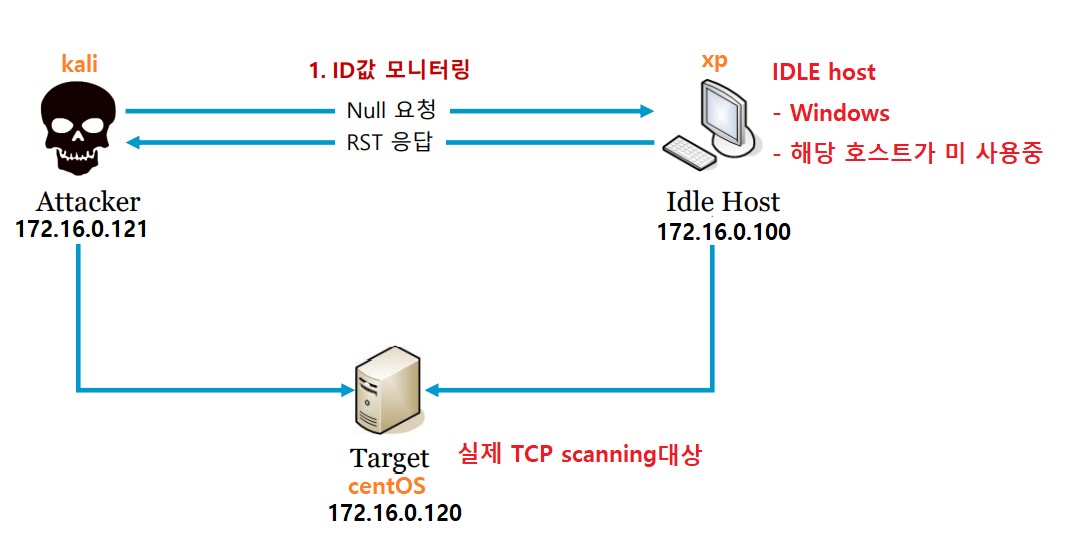 kali
1. ID값 모니터링
xp
IDLE host
Null 요청
- Windows
RST 응답
- 해당 호스트가 미 사용중
Attacker
172.16.0.121
Idle Host
172.16.0.100
Target
실제 TCP scanning대상
centOS
172.16.0.120